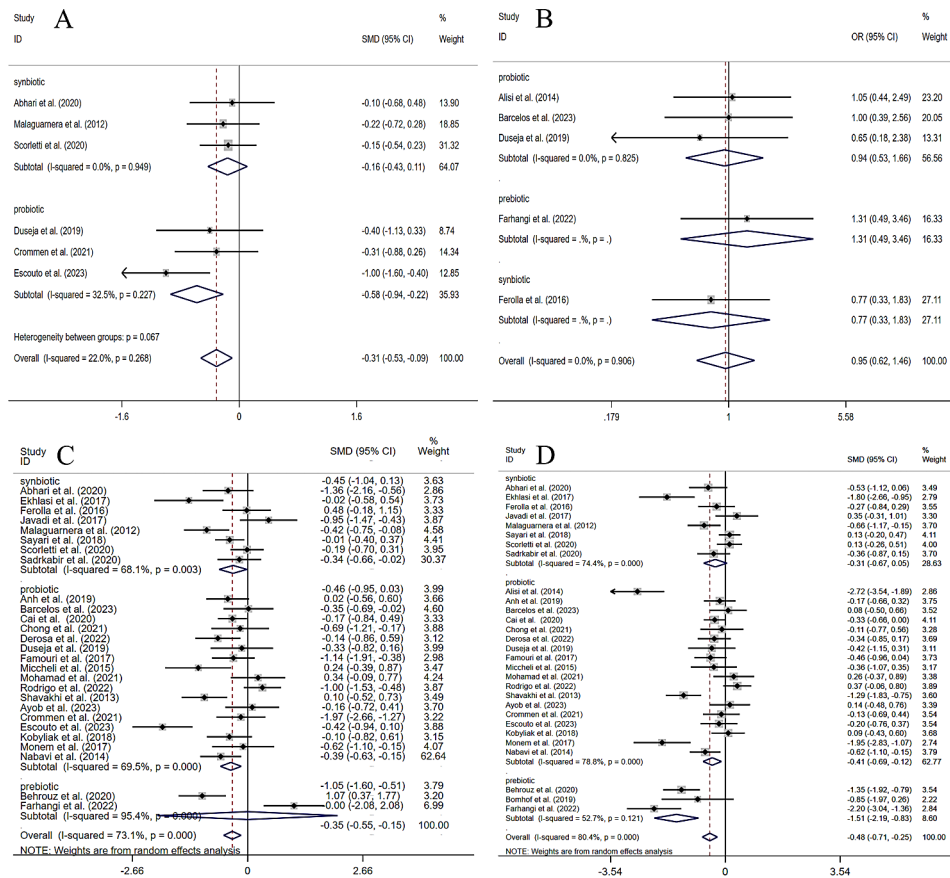 A
Study %
ID SMD (95% CI) Weight
synbiotic
Abhari et al. (2020) -0.10 (-0.68, 0.48) 13.90
Malaguarnera et al. (2012) -0.22 (-0.72, 0.28) 18.85
Scorletti et al. (2020) -0.15 (-0.54, 0.23) 31.32
Subtotal (I-squared = 0.0%, p = 0.949) -0.16 (-0.43, 0.11) 64.07
.
probiotic
Duseja et al. (2019) -0.40 (-1.13, 0.33) 8.74
Crommen et al. (2021) -0.31 (-0.88, 0.26) 14.34
Escouto et al. (2023) -1.00 (-1.60, -0.40) 12.85
Subtotal (I-squared = 32.5%, p = 0.227) -0.58 (-0.94, -0.22) 35.93
.
Heterogeneity between groups: p = 0.067
Overall (I-squared = 22.0%, p = 0.268) -0.31 (-0.53, -0.09) 100.00
-1.6 0 1.6
B
Study %
ID OR (95% CI) Weight
probiotic
Alisi et al. (2014) 1.05 (0.44, 2.49) 23.20
Barcelos et al. (2023) 1.00 (0.39, 2.56) 20.05
Duseja et al. (2019) 0.65 (0.18, 2.38) 13.31
Subtotal (I-squared = 0.0%, p = 0.825) 0.94 (0.53, 1.66) 56.56
.
prebiotic
Farhangi et al. (2022) 1.31 (0.49, 3.46) 16.33
Subtotal (I-squared = .%, p = .) 1.31 (0.49, 3.46) 16.33
.
synbiotic
Ferolla et al. (2016) 0.77 (0.33, 1.83) 27.11
Subtotal (I-squared = .%, p = .) 0.77 (0.33, 1.83) 27.11
.
Overall (I-squared = 0.0%, p = 0.906) 0.95 (0.62, 1.46) 100.00
.179 1 5.58
C
Study SMD (95% CI) %
ID Weight
synbiotic -0.45 (-1.04, 0.13) 3.63
Abhari et al. (2020) -1.36 (-2.16, -0.56) 2.86
Ekhlasi et al. (2017) -0.02 (-0.58, 0.54) 3.73
Ferolla et al. (2016) 0.48 (-0.18, 1.15) 3.33
Javadi et al. (2017) -0.95 (-1.47, -0.43) 3.87
Malaguarnera et al. (2012) -0.42 (-0.75, -0.08) 4.58
Sayari et al. (2018) -0.01 (-0.40, 0.37) 4.41
Scorletti et al. (2020) -0.19 (-0.70, 0.31) 3.95
Sadrkabir et al. (2020) -0.34 (-0.66, -0.02) 30.37
Subtotal (I-squared = 68.1%, p = 0.003)
probiotic -0.46 (-0.95, 0.03) 3.99
Anh et al. (2019) 0.02 (-0.56, 0.60) 3.66
Barcelos et al. (2023) -0.35 (-0.69, -0.02) 4.60
Cai et al. (2020) -0.17 (-0.84, 0.49) 3.33
Chong et al. (2021) -0.69 (-1.21, -0.17) 3.88
Derosa et al. (2022) -0.14 (-0.86, 0.59) 3.12
Duseja et al. (2019) -0.33 (-0.82, 0.16) 3.99
Famouri et al. (2017) -1.14 (-1.91, -0.38) 2.98
Miccheli et al. (2015) 0.24 (-0.39, 0.87) 3.47
Mohamad et al. (2021) 0.34 (-0.09, 0.77) 4.24
Rodrigo et al. (2022) -1.00 (-1.53, -0.48) 3.87
Shavakhi et al. (2013) 0.10 (-0.52, 0.73) 3.49
Ayob et al. (2023) -0.16 (-0.72, 0.41) 3.70
Crommen et al. (2021) -1.97 (-2.66, -1.27) 3.22
Escouto et al. (2023) -0.42 (-0.94, 0.10) 3.88
Kobyliak et al. (2018) -0.10 (-0.82, 0.61) 3.15
Monem et al. (2017) -0.62 (-1.10, -0.15) 4.07
Nabavi et al. (2014) -0.39 (-0.63, -0.15) 62.64
Subtotal (I-squared = 69.5%, p = 0.000)
prebiotic -1.05 (-1.60, -0.51) 3.79
Behrouz et al. (2020) 1.07 (0.37, 1.77) 3.20
Farhangi et al. (2022) 0.00 (-2.08, 2.08) 6.99
Subtotal (I-squared = 95.4%, p = 0.000)
-0.35 (-0.55, -0.15) 100.00
Overall (I-squared = 73.1%, p = 0.000)
NOTE: Weights are from random effects analysis
-2.66 0 2.66
D
Study %
ID SMD (95% CI) Weight
synbiotic
Abhari et al. (2020) -0.53 (-1.12, 0.06) 3.49
Ekhlasi et al. (2017) -1.80 (-2.66, -0.95) 2.79
Ferolla et al. (2016) -0.27 (-0.84, 0.29) 3.55
Javadi et al. (2017) 0.35 (-0.31, 1.01) 3.30
Malaguarnera et al. (2012) -0.66 (-1.17, -0.15) 3.70
Sayari et al. (2018) 0.13 (-0.20, 0.47) 4.11
Scorletti et al. (2020) 0.13 (-0.26, 0.51) 4.00
Sadrkabir et al. (2020) -0.36 (-0.87, 0.15) 3.70
Subtotal (I-squared = 74.4%, p = 0.000) -0.31 (-0.67, 0.05) 28.63
probiotic
Alisi et al. (2014) -2.72 (-3.54, -1.89) 2.86
Anh et al. (2019) -0.17 (-0.66, 0.32) 3.75
Barcelos et al. (2023) 0.08 (-0.50, 0.66) 3.52
Cai et al. (2020) -0.33 (-0.66, 0.00) 4.11
Chong et al. (2021) -0.11 (-0.77, 0.56) 3.28
Derosa et al. (2022) -0.34 (-0.85, 0.17) 3.69
Duseja et al. (2019) -0.42 (-1.15, 0.31) 3.11
Famouri et al. (2017) -0.46 (-0.96, 0.04) 3.73
Miccheli et al. (2015) -0.36 (-1.07, 0.35) 3.17
Mohamad et al. (2021) 0.26 (-0.37, 0.89) 3.38
Rodrigo et al. (2022) 0.37 (-0.06, 0.80) 3.89
Shavakhi et al. (2013) -1.29 (-1.83, -0.75) 3.60
Ayob et al. (2023) 0.14 (-0.48, 0.76) 3.39
Crommen et al. (2021) -0.13 (-0.69, 0.44) 3.54
Escouto et al. (2023) -0.20 (-0.76, 0.37) 3.54
Kobyliak et al. (2018) 0.09 (-0.43, 0.60) 3.68
Monem et al. (2017) -1.95 (-2.83, -1.07) 2.74
Nabavi et al. (2014) -0.62 (-1.10, -0.15) 3.79
Subtotal (I-squared = 78.8%, p = 0.000) -0.41 (-0.69, -0.12) 62.77
prebiotic
Behrouz et al. (2020) -1.35 (-1.92, -0.79) 3.54
Bomhof et al. (2019) -0.85 (-1.97, 0.26) 2.22
Farhangi et al. (2022) -2.20 (-3.04, -1.36) 2.84
Subtotal (I-squared = 52.7%, p = 0.121) -1.51 (-2.19, -0.83) 8.60
Overall (I-squared = 80.4%, p = 0.000) -0.48 (-0.71, -0.25) 100.00
NOTE: Weights are from random effects analysis
-3.54 0 3.54